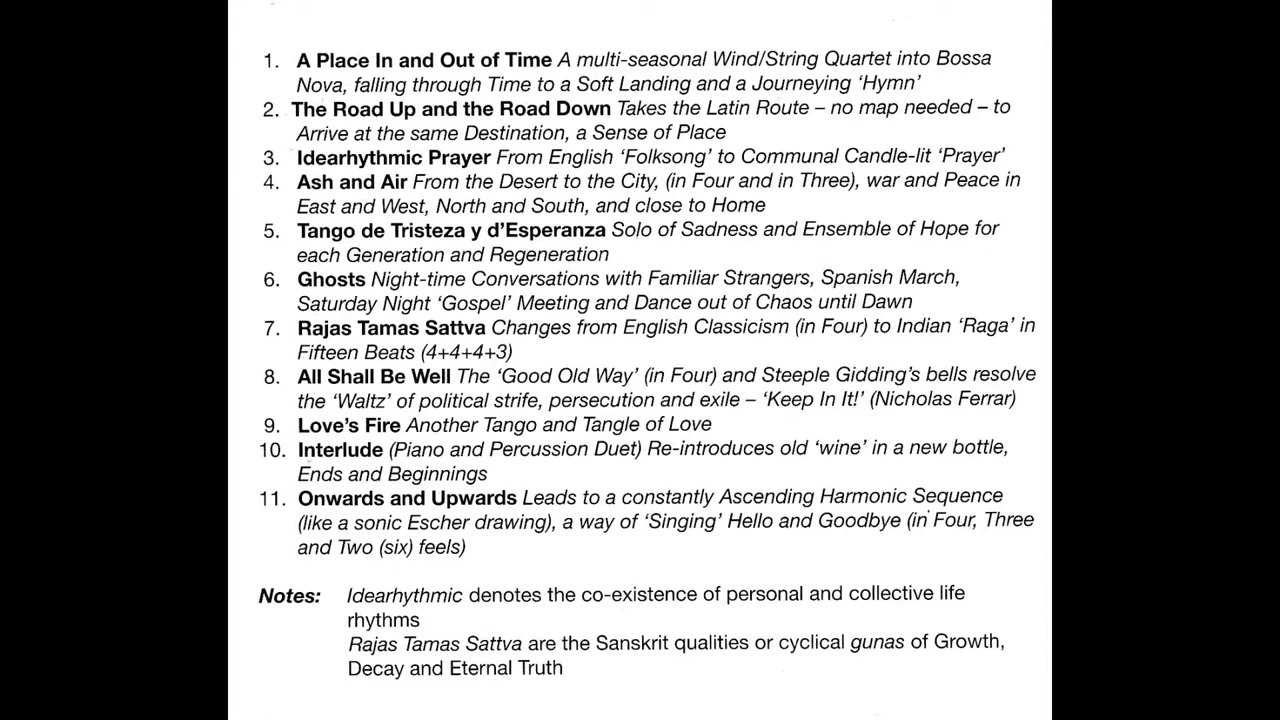 1. A Place In and Out of Time A multi-seasonal Wind/String Quartet into Bossa
Nova, falling through Time to a Soft Landing and a Journeying ‘Hymn’
2. The Road Up and the Road Down Takes the Latin Route – no map needed – to
Arrive at the same Destination, a Sense of Place
3. Idearhythmic Prayer From English ‘Folksong’ to Communal Candle-lit ‘Prayer’
4. Ash and Air From the Desert to the City, (in Four and in Three), war and Peace in
East and West, North and South, and close to Home
5. Tango de Tristeza y d’Esperanza Solo of Sadness and Ensemble of Hope for
each Generation and Regeneration
6. Ghosts Night-time Conversations with Familiar Strangers, Spanish March,
Saturday Night ‘Gospel’ Meeting and Dance out of Chaos until Dawn
7. Rajas Tamas Sattva Changes from English Classicism (in Four) to Indian ‘Raga’ in
Fifteen Beats (4+4+4+3)
8. All Shall Be Well The ‘Good Old Way’ (in Four) and Steeple Gidding’s bells resolve
the ‘Waltz’ of political strife, persecution and exile – ‘Keep In It!’ (Nicholas Ferrar)
9. Love’s Fire Another Tango and Tangle of Love
10. Interlude (Piano and Percussion Duet) Re-introduces old ‘wine’ in a new bottle,
Ends and Beginnings
11. Onwards and Upwards Leads to a constantly Ascending Harmonic Sequence
(like a sonic Escher drawing), a way of ‘Singing’ Hello and Goodbye (in Four, Three
and Two (six) feels)
Notes: Idearhythmic denotes the co-existence of personal and collective life
rhythms
Rajas Tamas Sattva are the Sanskrit qualities or cyclical gunas of Growth,
Decay and Eternal Truth